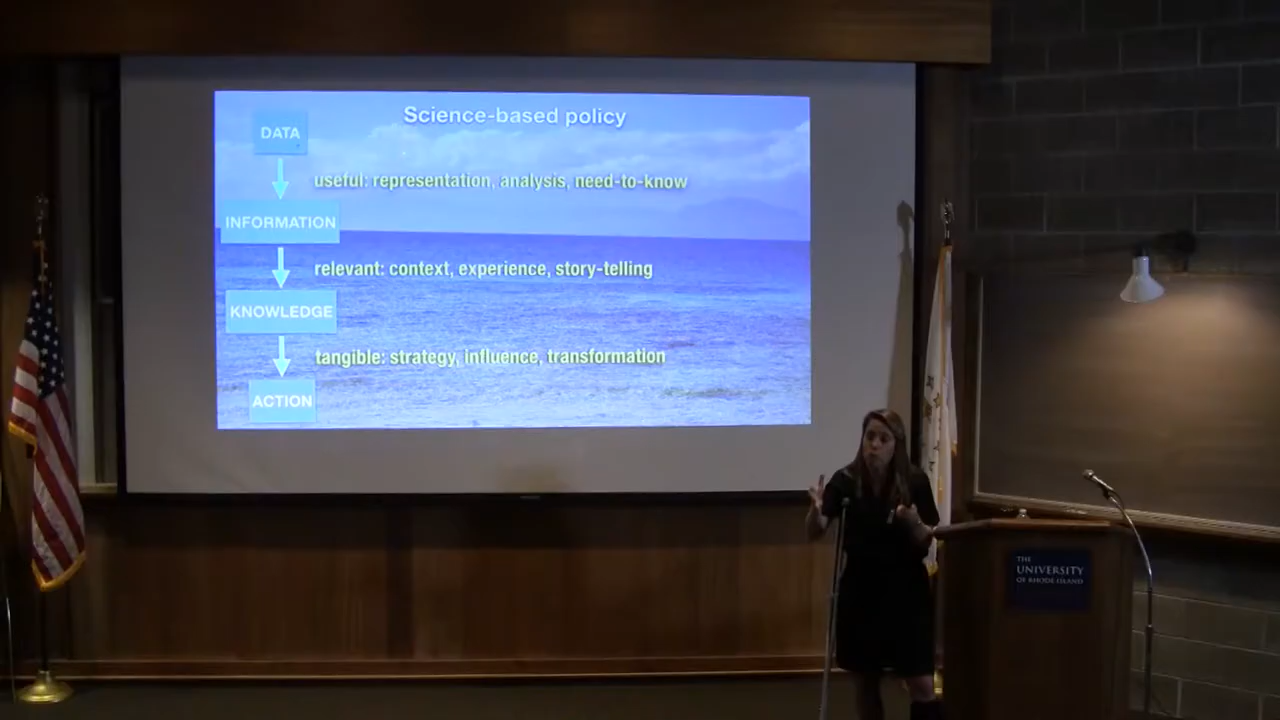 Science-based policy
DATA
useful: representation, analysis, need-to-know
INFORMATION
relevant: context, experience, story-telling
KNOWLEDGE
tangible: strategy, influence, transformation
ACTION
THE
UNIVERSITY
OF RHODE ISLAND